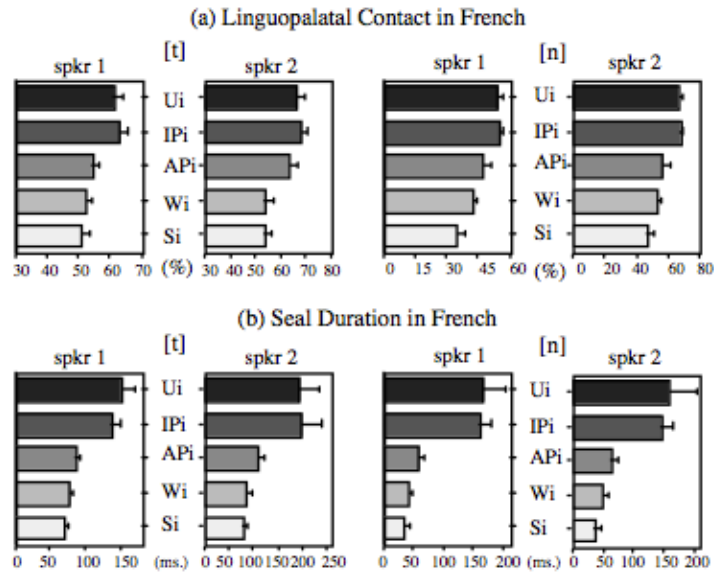 (a) Linguopalatal Contact in French
[t]
[n]
spkr 1
spkr 2
spkr 1
spkr 2
Ui
Ui
IPi
IPi
APi
APi
Wi
Wi
Si
Si
30 40 50 60 70
(%)
30 40 50 60 70 80
0 15 30 45 60
(%)
0 20 40 60 80
(b) Seal Duration in French
[t]
[n]
spkr 1
spkr 2
spkr 1
spkr 2
Ui
Ui
IPi
IPi
APi
APi
Wi
Wi
Si
Si
0 50 100 150
(ms.)
0 50 100 150 200 250
0 50 100 150 200
(ms.)
0 50 100 150 200